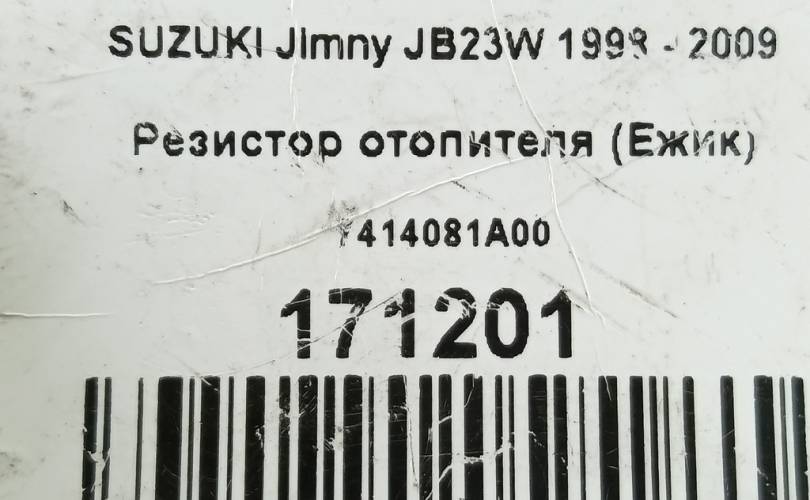 SUZUKI Jimny JB23W 1998 - 2009
Резистор отопителя (Ежик)
7414081A00
171201